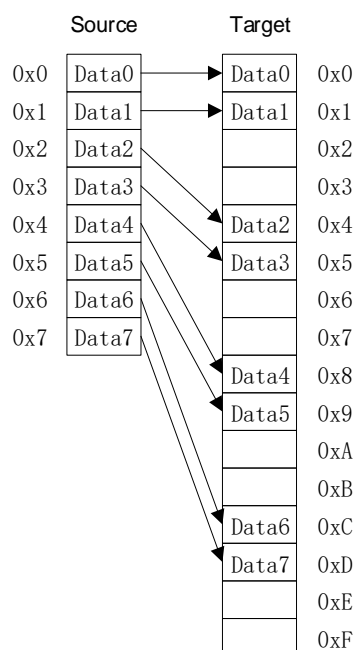 Source Target
0x0 Data0 Data0 0x0
0x1 Data1 Data1 0x1
0x2 Data2 0x2
0x3 Data3 0x3
0x4 Data4 Data2 0x4
0x5 Data5 Data3 0x5
0x6 Data6 0x6
0x7 Data7 0x7
Data4 0x8
Data5 0x9
0xA
0xB
Data6 0xC
Data7 0xD
0xE
0xF